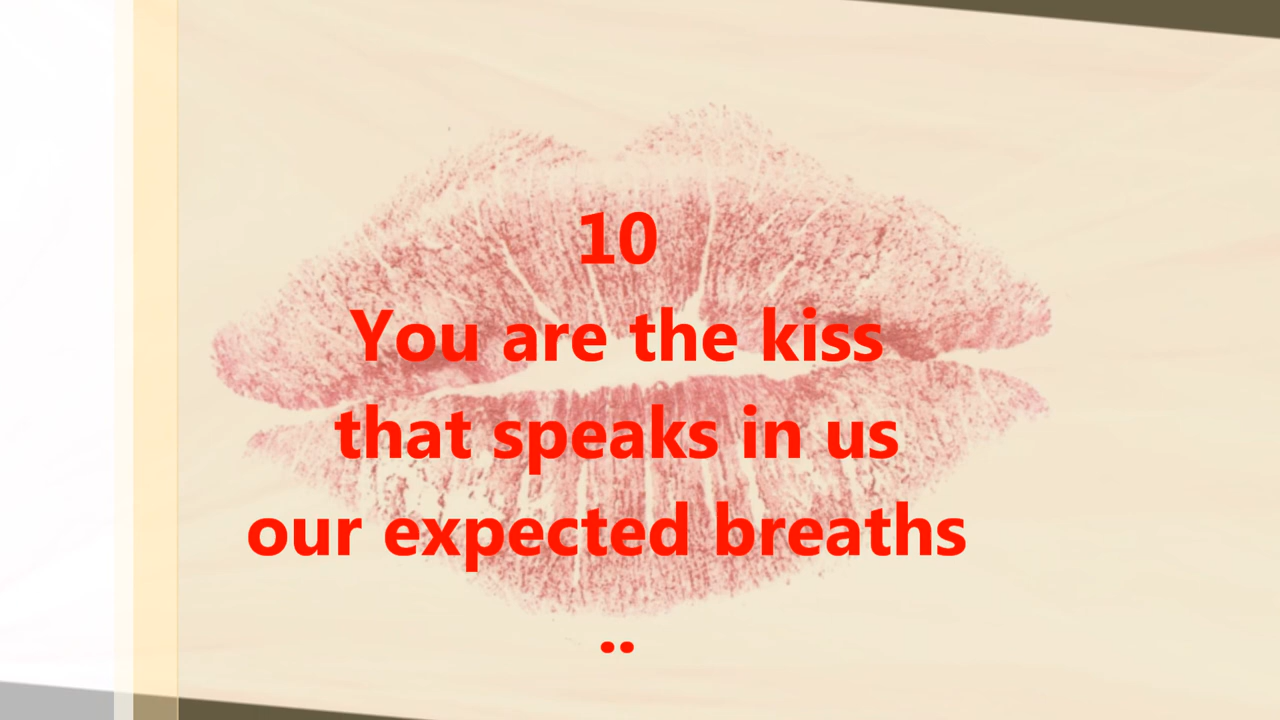 10
You are the kiss
that speaks in us
our expected breaths
..